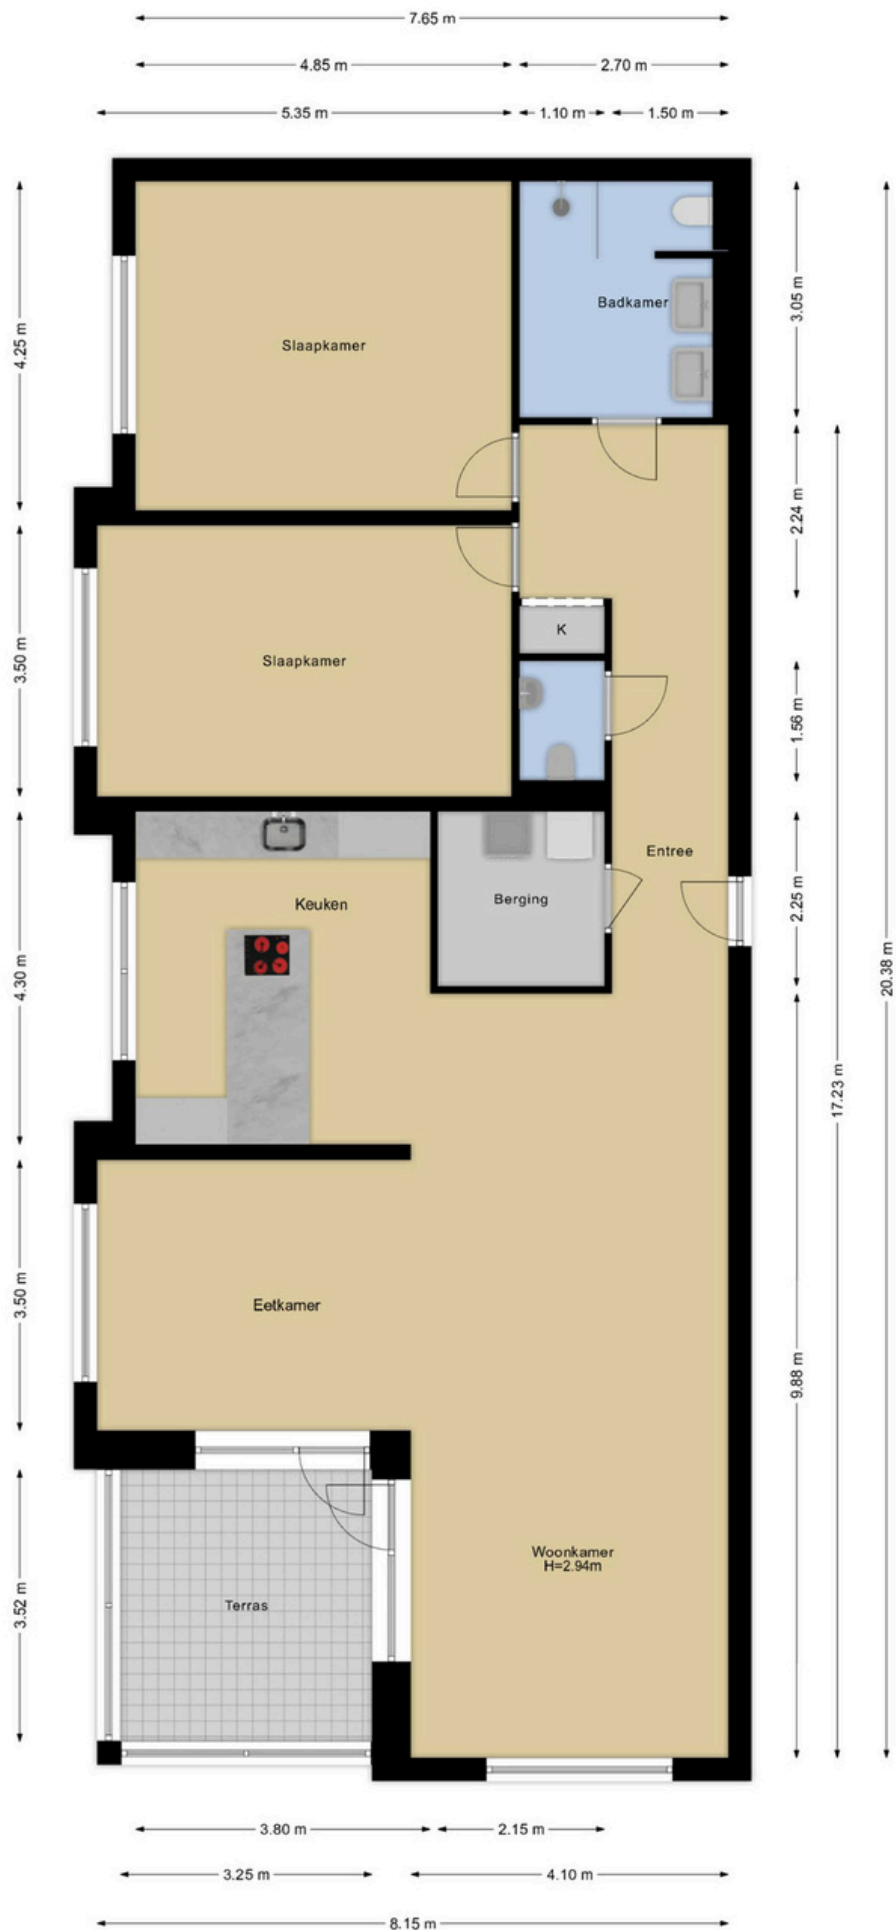 7.65 m
4.85 m
2.70 m
5.35 m
1.10 m
1.50 m
4.25 m
3.05 m
Badkamer
Slaapkamer
2.24 m
K
3.50 m
Slaapkamer
1.56 m
Entree
Keuken
Berging
2.25 m
4.30 m
20.38 m
17.23 m
3.50 m
Eetkamer
9.88 m
Woonkamer
H=2.94m
3.52 m
Terras
3.80 m
2.15 m
3.25 m
4.10 m
8.15 m